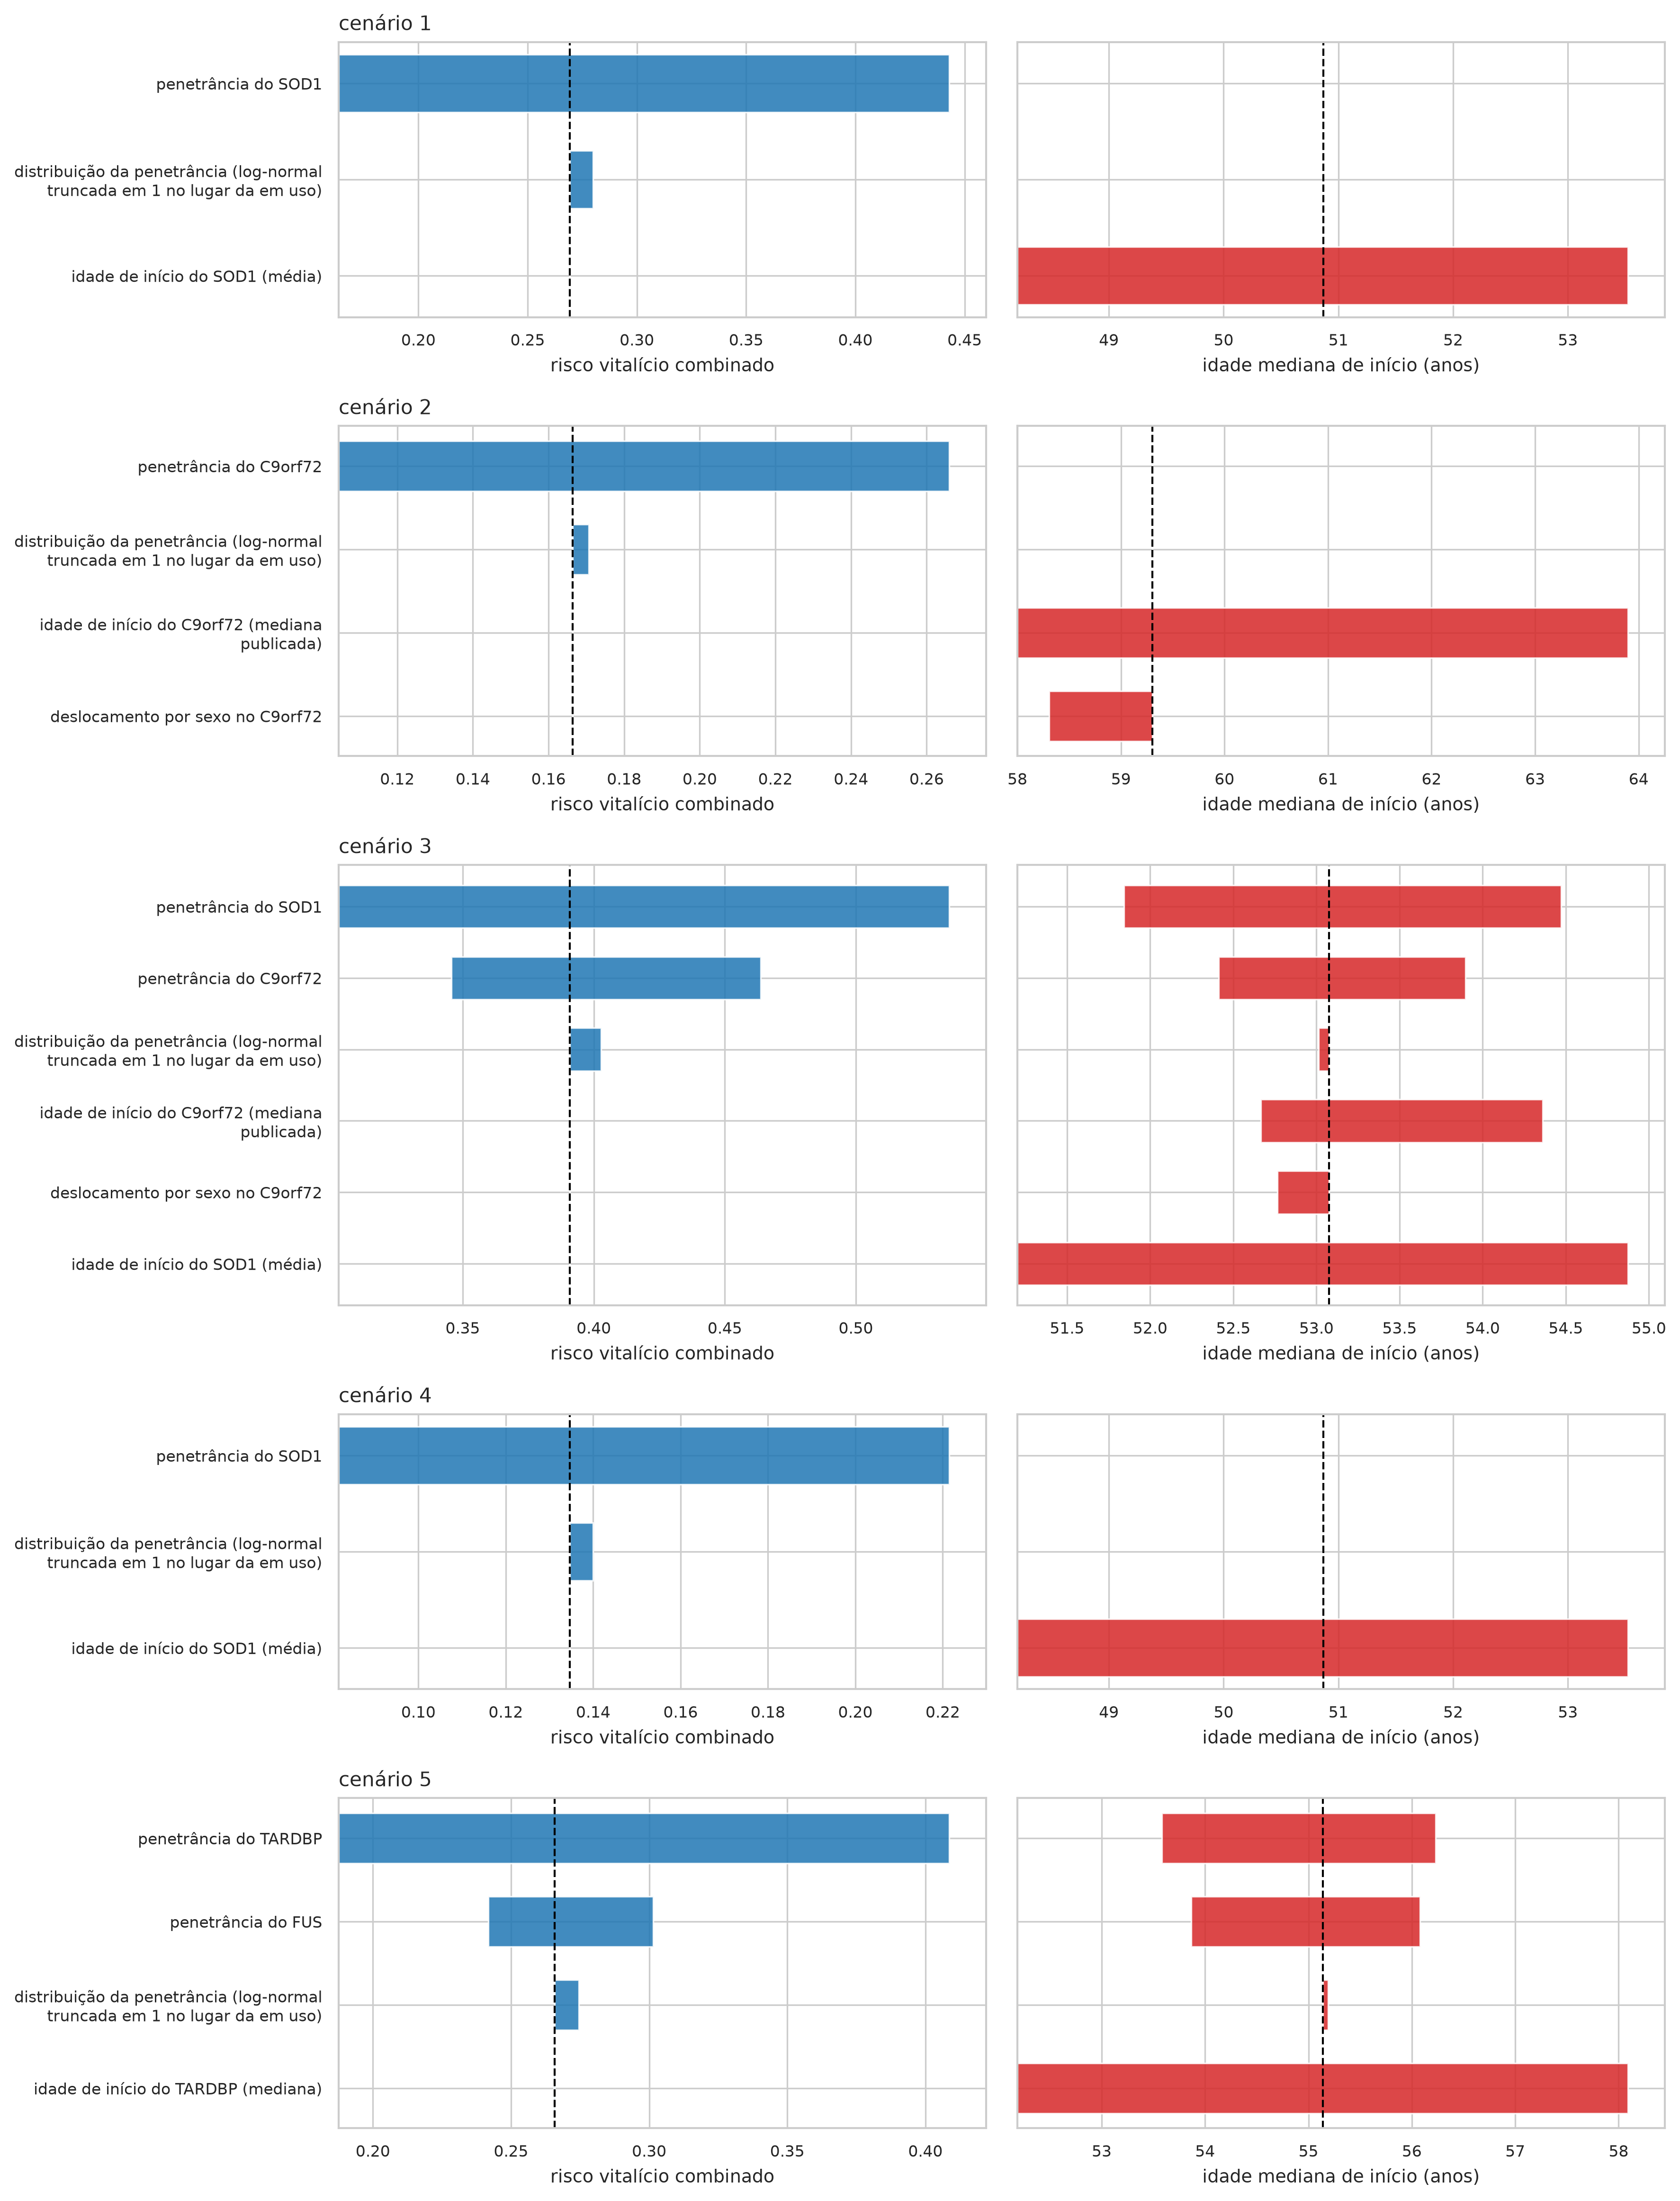 cenário 1
penetrância do SOD1
distribuição da penetrância (log-normal
truncada em 1 no lugar da em uso)
idade de início do SOD1 (média)
0.20 0.25 0.30 0.35 0.40 0.45
risco vitalício combinado
49 50 51 52 53
idade mediana de início (anos)
cenário 2
penetrância do C9orf72
distribuição da penetrância (log-normal
truncada em 1 no lugar da em uso)
idade de início do C9orf72 (mediana
publicada)
deslocamento por sexo no C9orf72
0.12 0.14 0.16 0.18 0.20 0.22 0.24 0.26
risco vitalício combinado
58 59 60 61 62 63 64
idade mediana de início (anos)
cenário 3
penetrância do SOD1
penetrância do C9orf72
distribuição da penetrância (log-normal
truncada em 1 no lugar da em uso)
idade de início do C9orf72 (mediana
publicada)
deslocamento por sexo no C9orf72
idade de início do SOD1 (média)
0.35 0.40 0.45 0.50
risco vitalício combinado
51.5 52.0 52.5 53.0 53.5 54.0 54.5 55.0
idade mediana de início (anos)
cenário 4
penetrância do SOD1
distribuição da penetrância (log-normal
truncada em 1 no lugar da em uso)
idade de início do SOD1 (média)
0.10 0.12 0.14 0.16 0.18 0.20 0.22
risco vitalício combinado
49 50 51 52 53
idade mediana de início (anos)
cenário 5
penetrância do TARDBP
penetrância do FUS
distribuição da penetrância (log-normal
truncada em 1 no lugar da em uso)
idade de início do TARDBP (mediana)
0.20 0.25 0.30 0.35 0.40
risco vitalício combinado
53 54 55 56 57 58
idade mediana de início (anos)